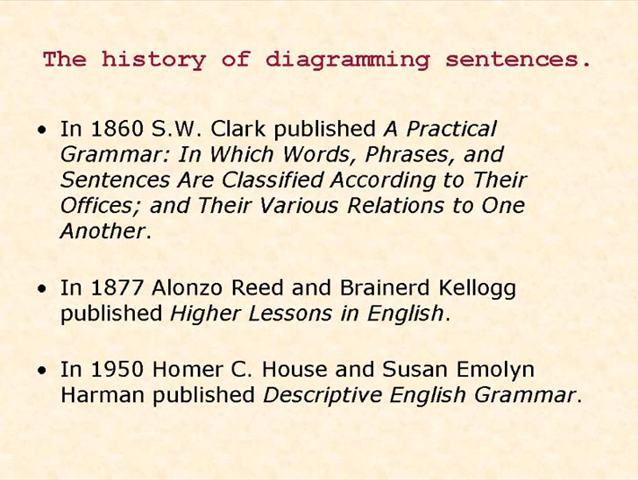 The history of diagramming sentences.
• In 1860 S.W. Clark published A Practical
Grammar: In Which Words, Phrases, and
Sentences Are Classified According to Their
Offices; and Their Various Relations to One
Another.
• In 1877 Alonzo Reed and Brainerd Kellogg
published Higher Lessons in English.
• In 1950 Homer C. House and Susan Emolyn
Harman published Descriptive English Grammar.